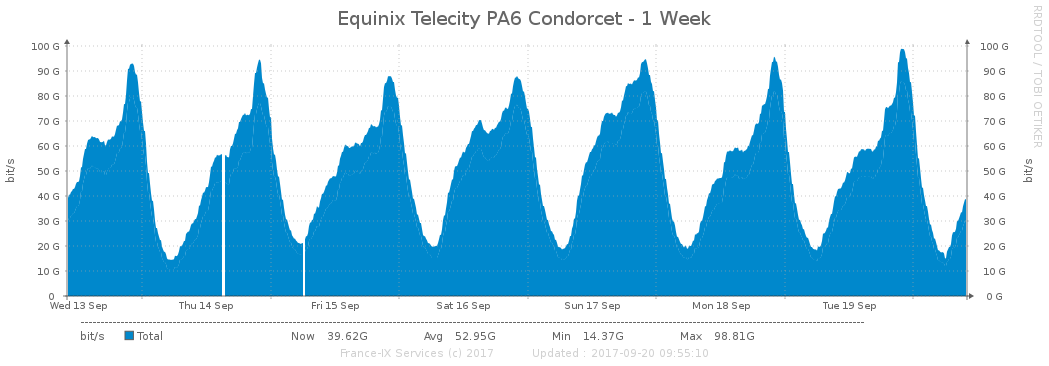 Equinix Telecity PA6 Condorcet - 1 Week
RRDTOOL / TOBI OETIKER
bit/s
100 G
90 G
80 G
70 G
60 G
50 G
40 G
30 G
20 G
10 G
0
100 G
90 G
80 G
70 G
60 G
50 G
40 G
30 G
20 G
10 G
0 G
bit/s
Wed 13 Sep Thu 14 Sep Fri 15 Sep Sat 16 Sep Sun 17 Sep Mon 18 Sep Tue 19 Sep
bit/s Total Now 39.62G Avg 52.95G Min 14.37G Max 98.81G
France-IX Services (c) 2017 Updated : 2017-09-20 09:55:10